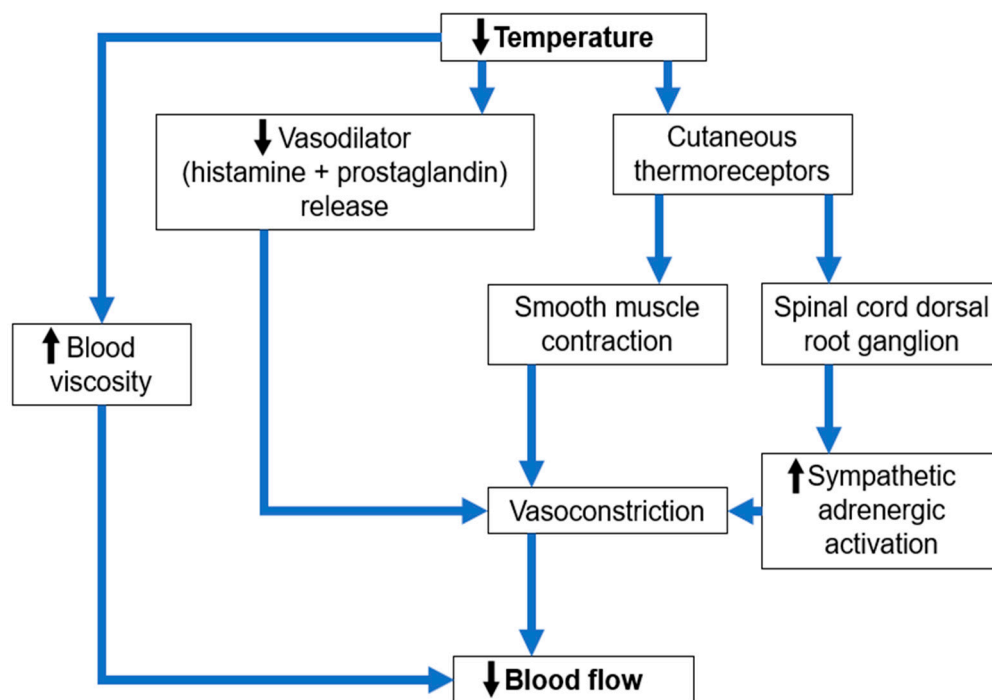 ↓ Temperature
↓ Vasodilator
(histamine + prostaglandin)
release
Cutaneous
thermoreceptors
↑ Blood
viscosity
Smooth muscle
contraction
Spinal cord dorsal
root ganglion
Vasoconstriction
↑ Sympathetic
adrenergic
activation
↓ Blood flow